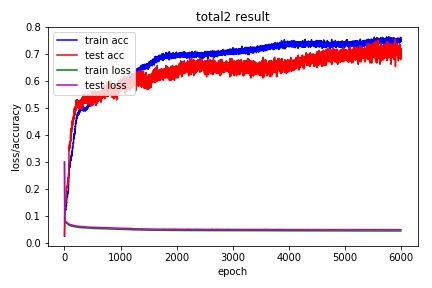 total2 result
train acc
test acc
train loss
test loss
loss/accuracy
0.8
0.7
0.6
0.5
0.4
0.3
0.2
0.1
0.0
0 1000 2000 3000 4000 5000 6000
epoch